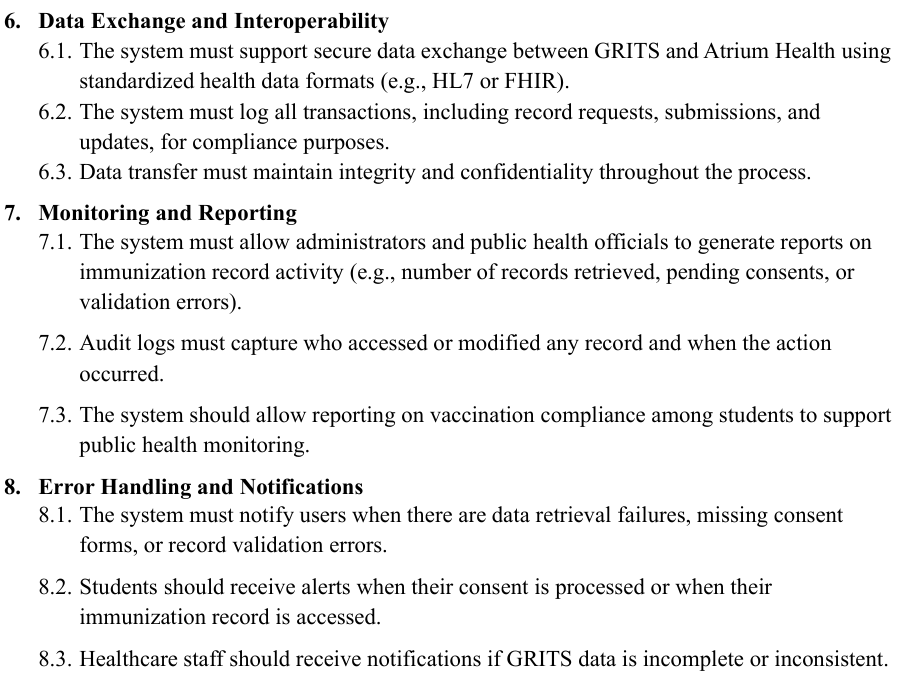 6. Data Exchange and Interoperability
6.1. The system must support secure data exchange between GRITS and Atrium Health using
standardized health data formats (e.g., HL7 or FHIR).
6.2. The system must log all transactions, including record requests, submissions, and
updates, for compliance purposes.
6.3. Data transfer must maintain integrity and confidentiality throughout the process.
7. Monitoring and Reporting
7.1. The system must allow administrators and public health officials to generate reports on
immunization record activity (e.g., number of records retrieved, pending consents, or
validation errors).
7.2. Audit logs must capture who accessed or modified any record and when the action
occurred.
7.3. The system should allow reporting on vaccination compliance among students to support
public health monitoring.
8. Error Handling and Notifications
8.1. The system must notify users when there are data retrieval failures, missing consent
forms, or record validation errors.
8.2. Students should receive alerts when their consent is processed or when their
immunization record is accessed.
8.3. Healthcare staff should receive notifications if GRITS data is incomplete or inconsistent.